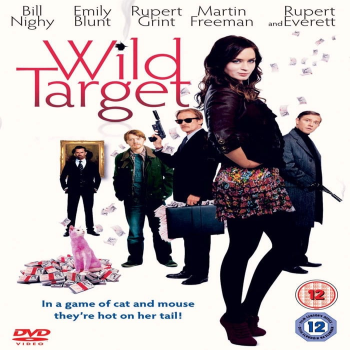 Bill Nighy
Emily Blunt
Rupert Grint
Martin Freeman
and Rupert Everett
Wild
Target
In a game of cat and mouse
they're hot on her tail!
DVD
VIDEO
12
12